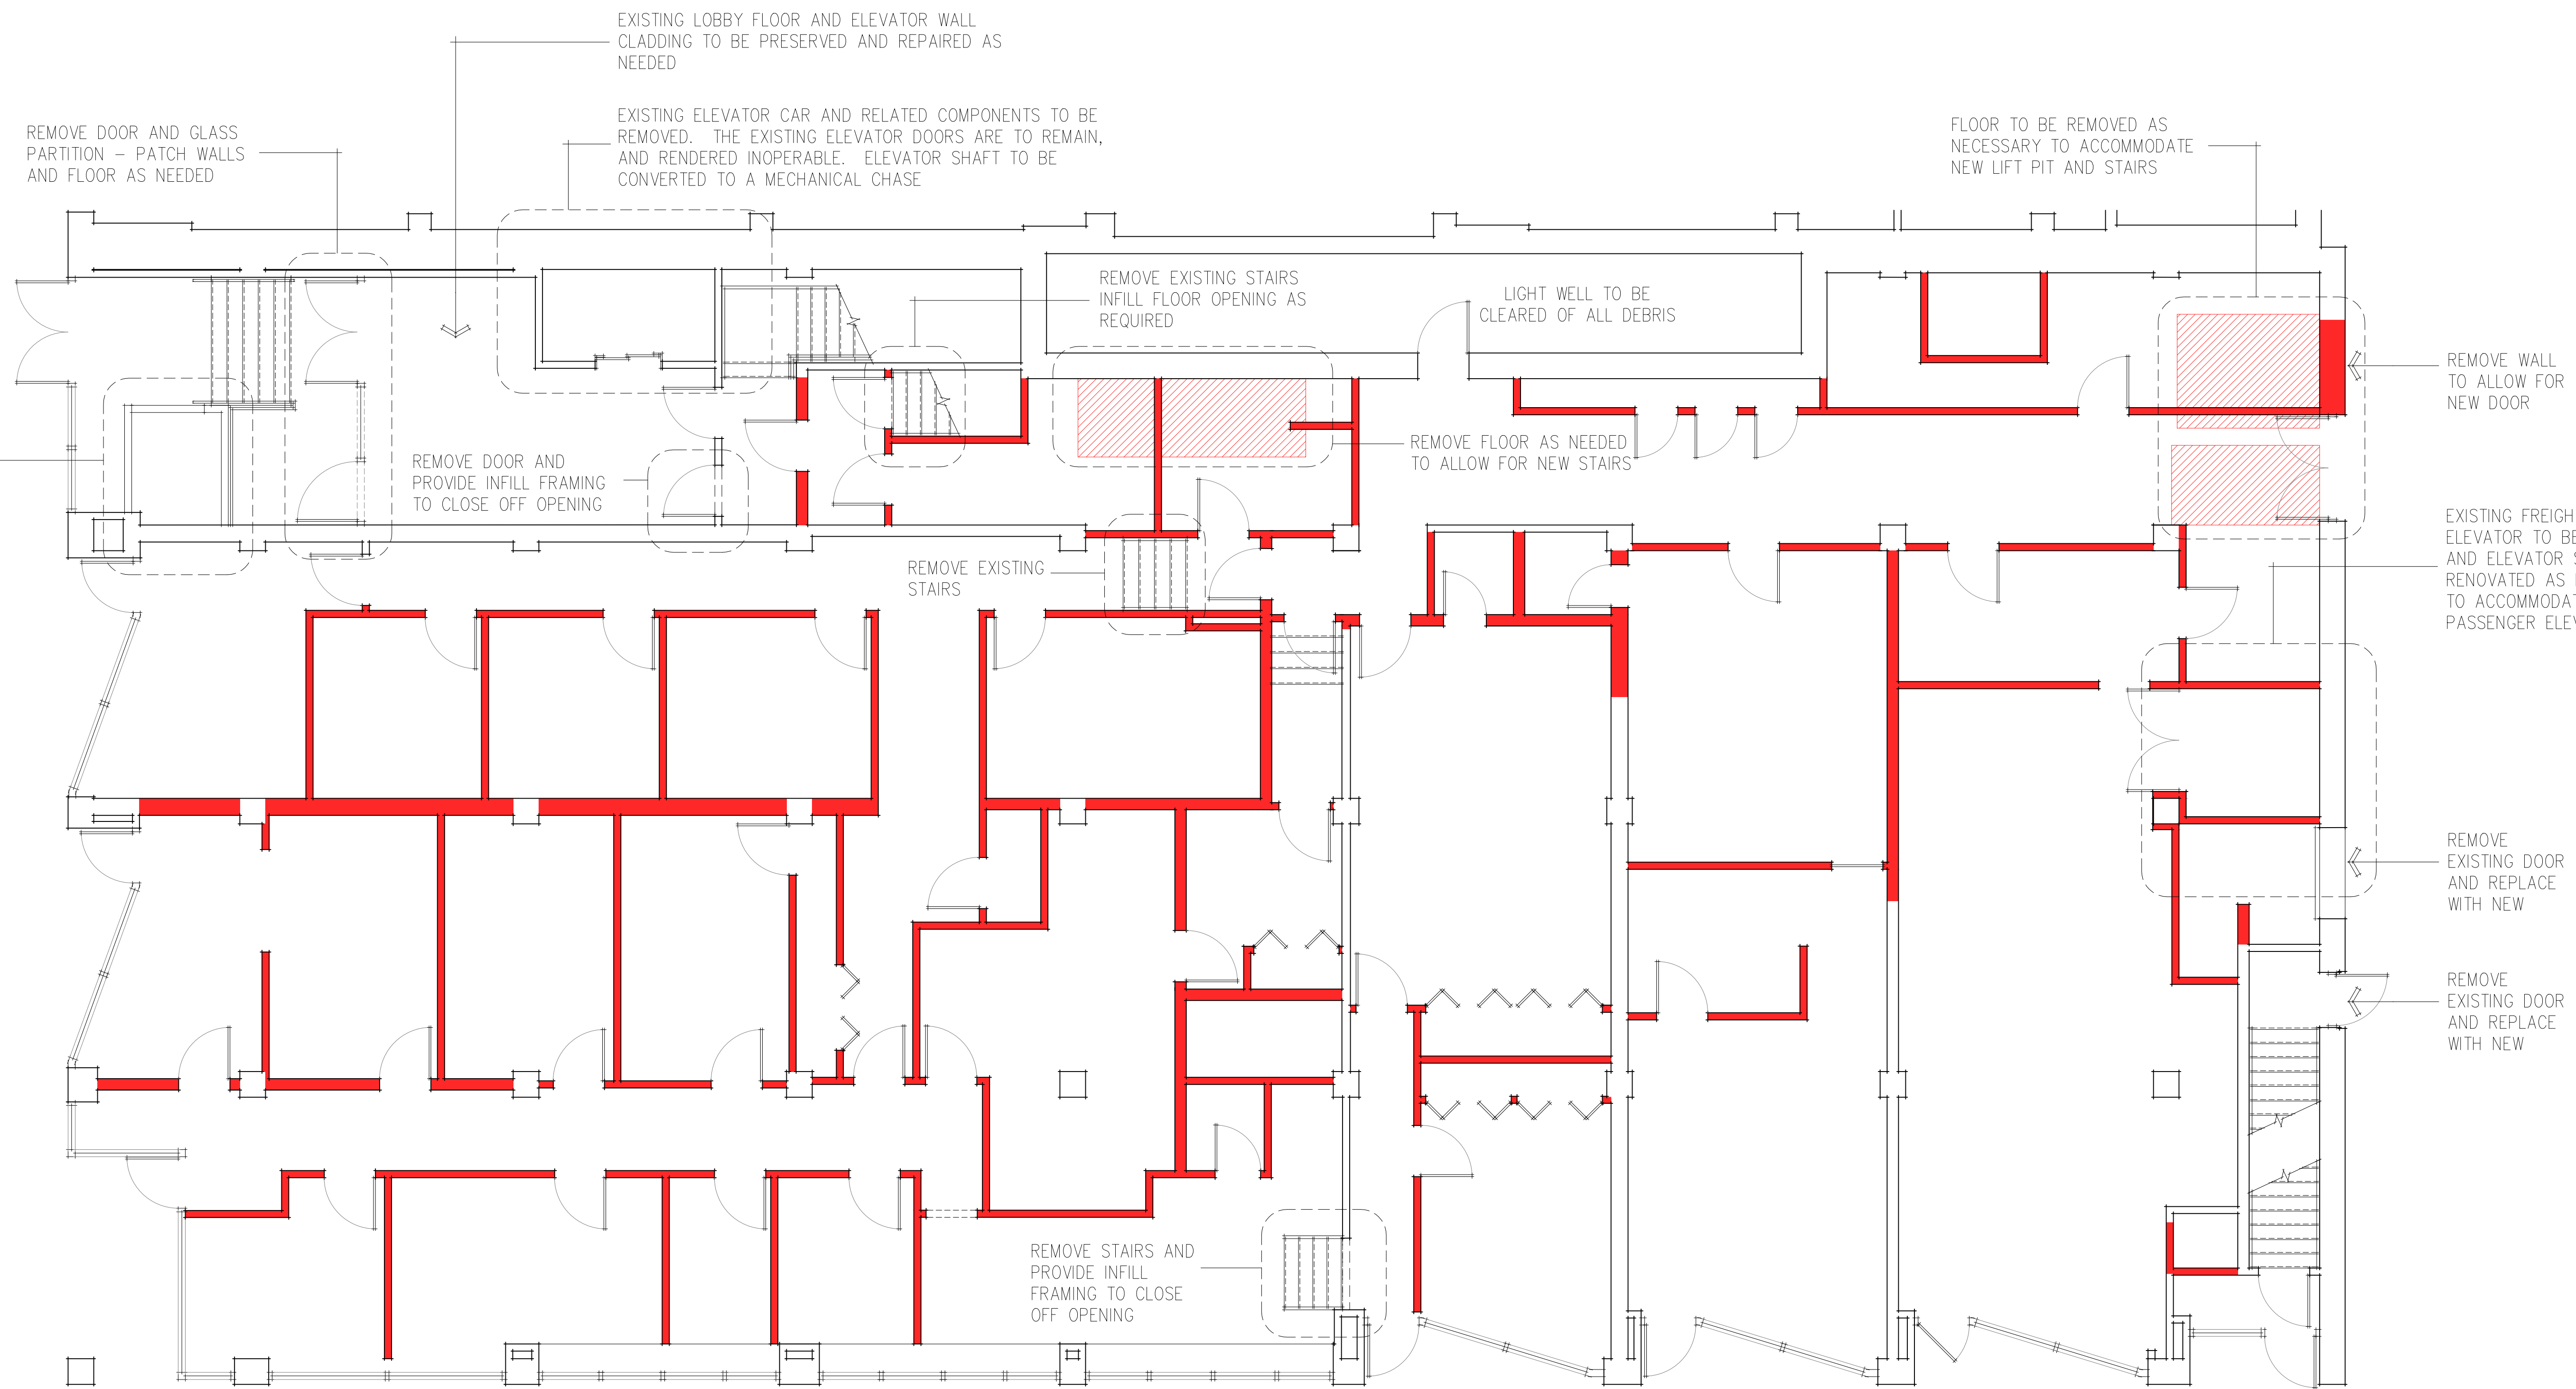 EXISTING LOBBY FLOOR AND ELEVATOR WALL
CLADDING TO BE PRESERVED AND REPAIRED AS
NEEDED
EXISTING ELEVATOR CAR AND RELATED COMPONENTS TO BE
REMOVED. THE EXISTING ELEVATOR DOORS ARE TO REMAIN,
AND RENDERED INOPERABLE. ELEVATOR SHAFT TO BE
CONVERTED TO A MECHANICAL CHASE
REMOVE DOOR AND GLASS
PARTITION – PATCH WALLS
AND FLOOR AS NEEDED
FLOOR TO BE REMOVED AS
NECESSARY TO ACCOMMODATE
NEW LIFT PIT AND STAIRS
REMOVE EXISTING STAIRS
INFILL FLOOR OPENING AS
REQUIRED
LIGHT WELL TO BE
CLEARED OF ALL DEBRIS
REMOVE WALL
TO ALLOW FOR
NEW DOOR
REMOVE FLOOR AS NEEDED
TO ALLOW FOR NEW STAIRS
REMOVE DOOR AND
PROVIDE INFILL FRAMING
TO CLOSE OFF OPENING
EXISTING FREIGH
ELEVATOR TO BE
AND ELEVATOR S
RENOVATED AS
TO ACCOMMODAT
PASSENGER ELEV
REMOVE EXISTING
STAIRS
REMOVE
EXISTING DOOR
AND REPLACE
WITH NEW
REMOVE
EXISTING DOOR
AND REPLACE
WITH NEW
REMOVE STAIRS AND
PROVIDE INFILL
FRAMING TO CLOSE
OFF OPENING